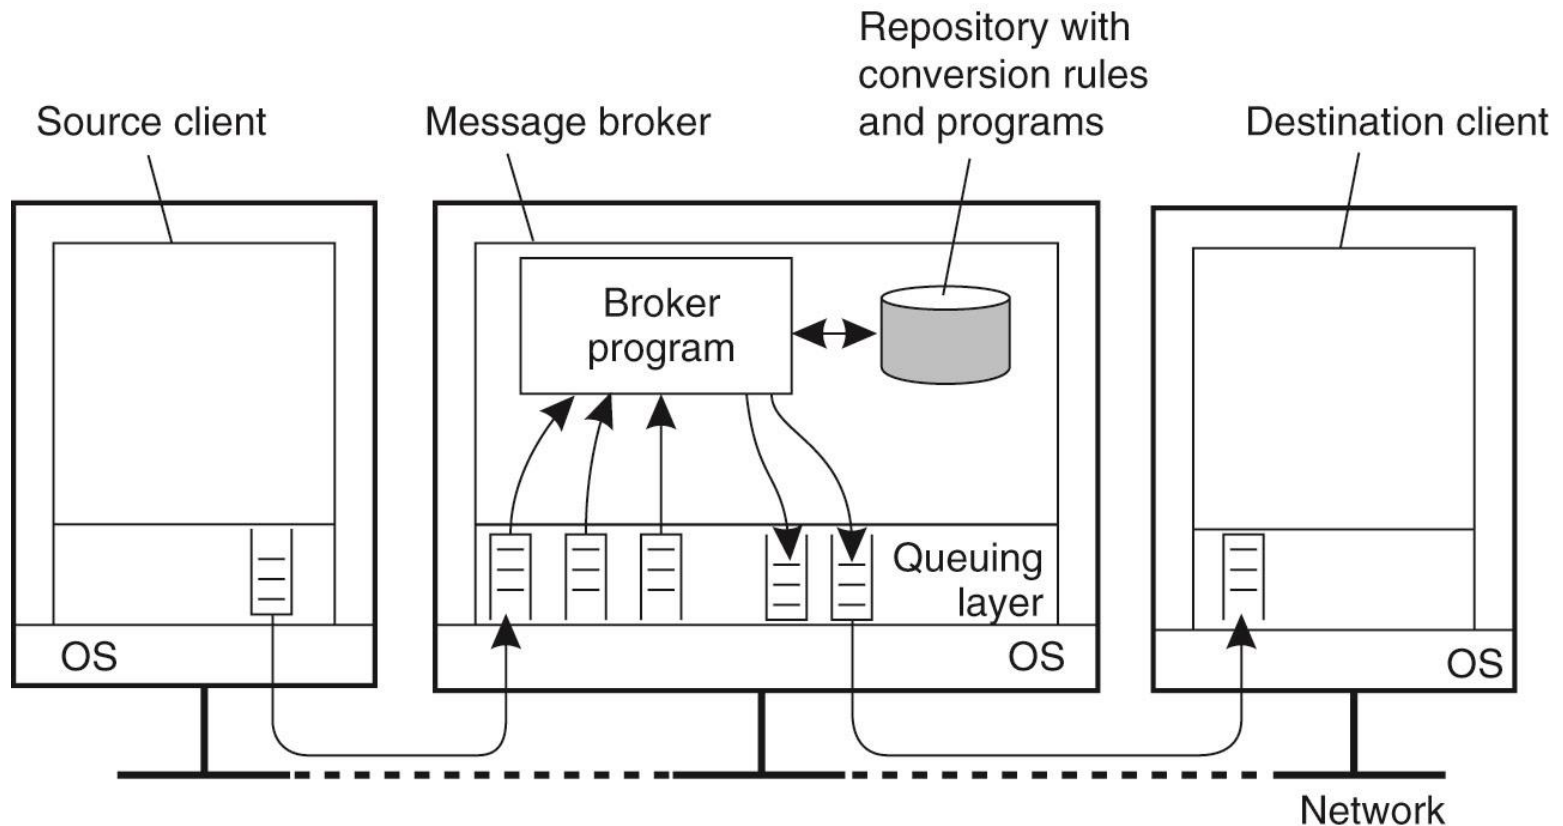 Repository with
conversion rules
and programs
Source client
Message broker
Destination client
Broker
program
Queuing
layer
OS
OS
OS
Network